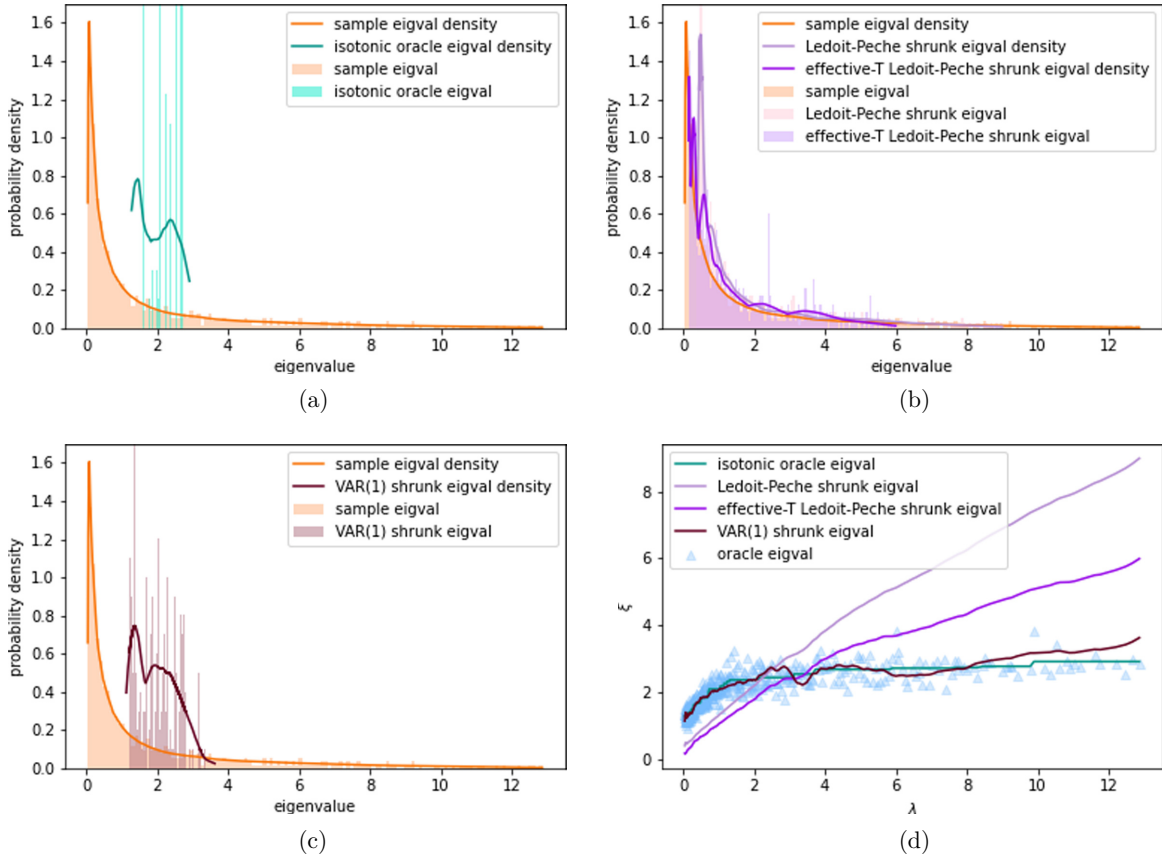 sample eigval density
isotonic oracle eigval density
sample eigval
isotonic oracle eigval
probability density
1.6
1.4
1.2
1.0
0.8
0.6
0.4
0.2
0.0
0 2 4 6 8 10 12
eigenvalue
(a)
sample eigval density
Ledoit-Peche shrunk eigval density
effective-T Ledoit-Peche shrunk eigval density
sample eigval
Ledoit-Peche shrunk eigval
effective-T Ledoit-Peche shrunk eigval
probability density
1.6
1.4
1.2
1.0
0.8
0.6
0.4
0.2
0.0
0 2 4 6 8 10 12
eigenvalue
(b)
sample eigval density
VAR(1) shrunk eigval density
sample eigval
VAR(1) shrunk eigval
probability density
1.6
1.4
1.2
1.0
0.8
0.6
0.4
0.2
0.0
0 2 4 6 8 10 12
eigenvalue
(c)
isotonic oracle eigval
Ledoit-Peche shrunk eigval
effective-T Ledoit-Peche shrunk eigval
VAR(1) shrunk eigval
oracle eigval
ξ
8
6
4
2
0
0 2 4 6 8 10 12
λ
(d)